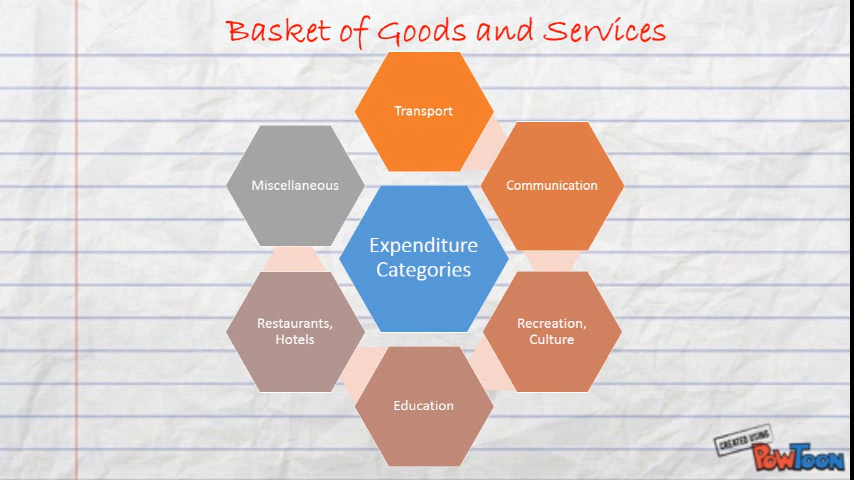 Basket of Goods and Services
Transport
Communication
Miscellaneous
Expenditure
Categories
Recreation,
Culture
Restaurants,
Hotels
Education
CREATED USING
POWTOON